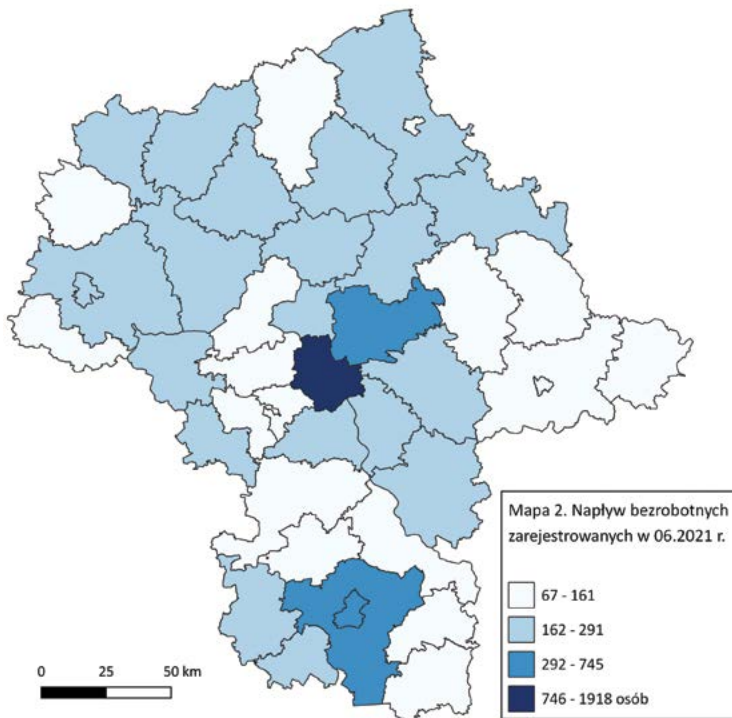 Mapa 2. Napływ bezrobotnych
zarejestrowanych w 06.2021 r.
67 - 161
162 - 291
292 - 745
746 - 1918 osób
0 25 50 km